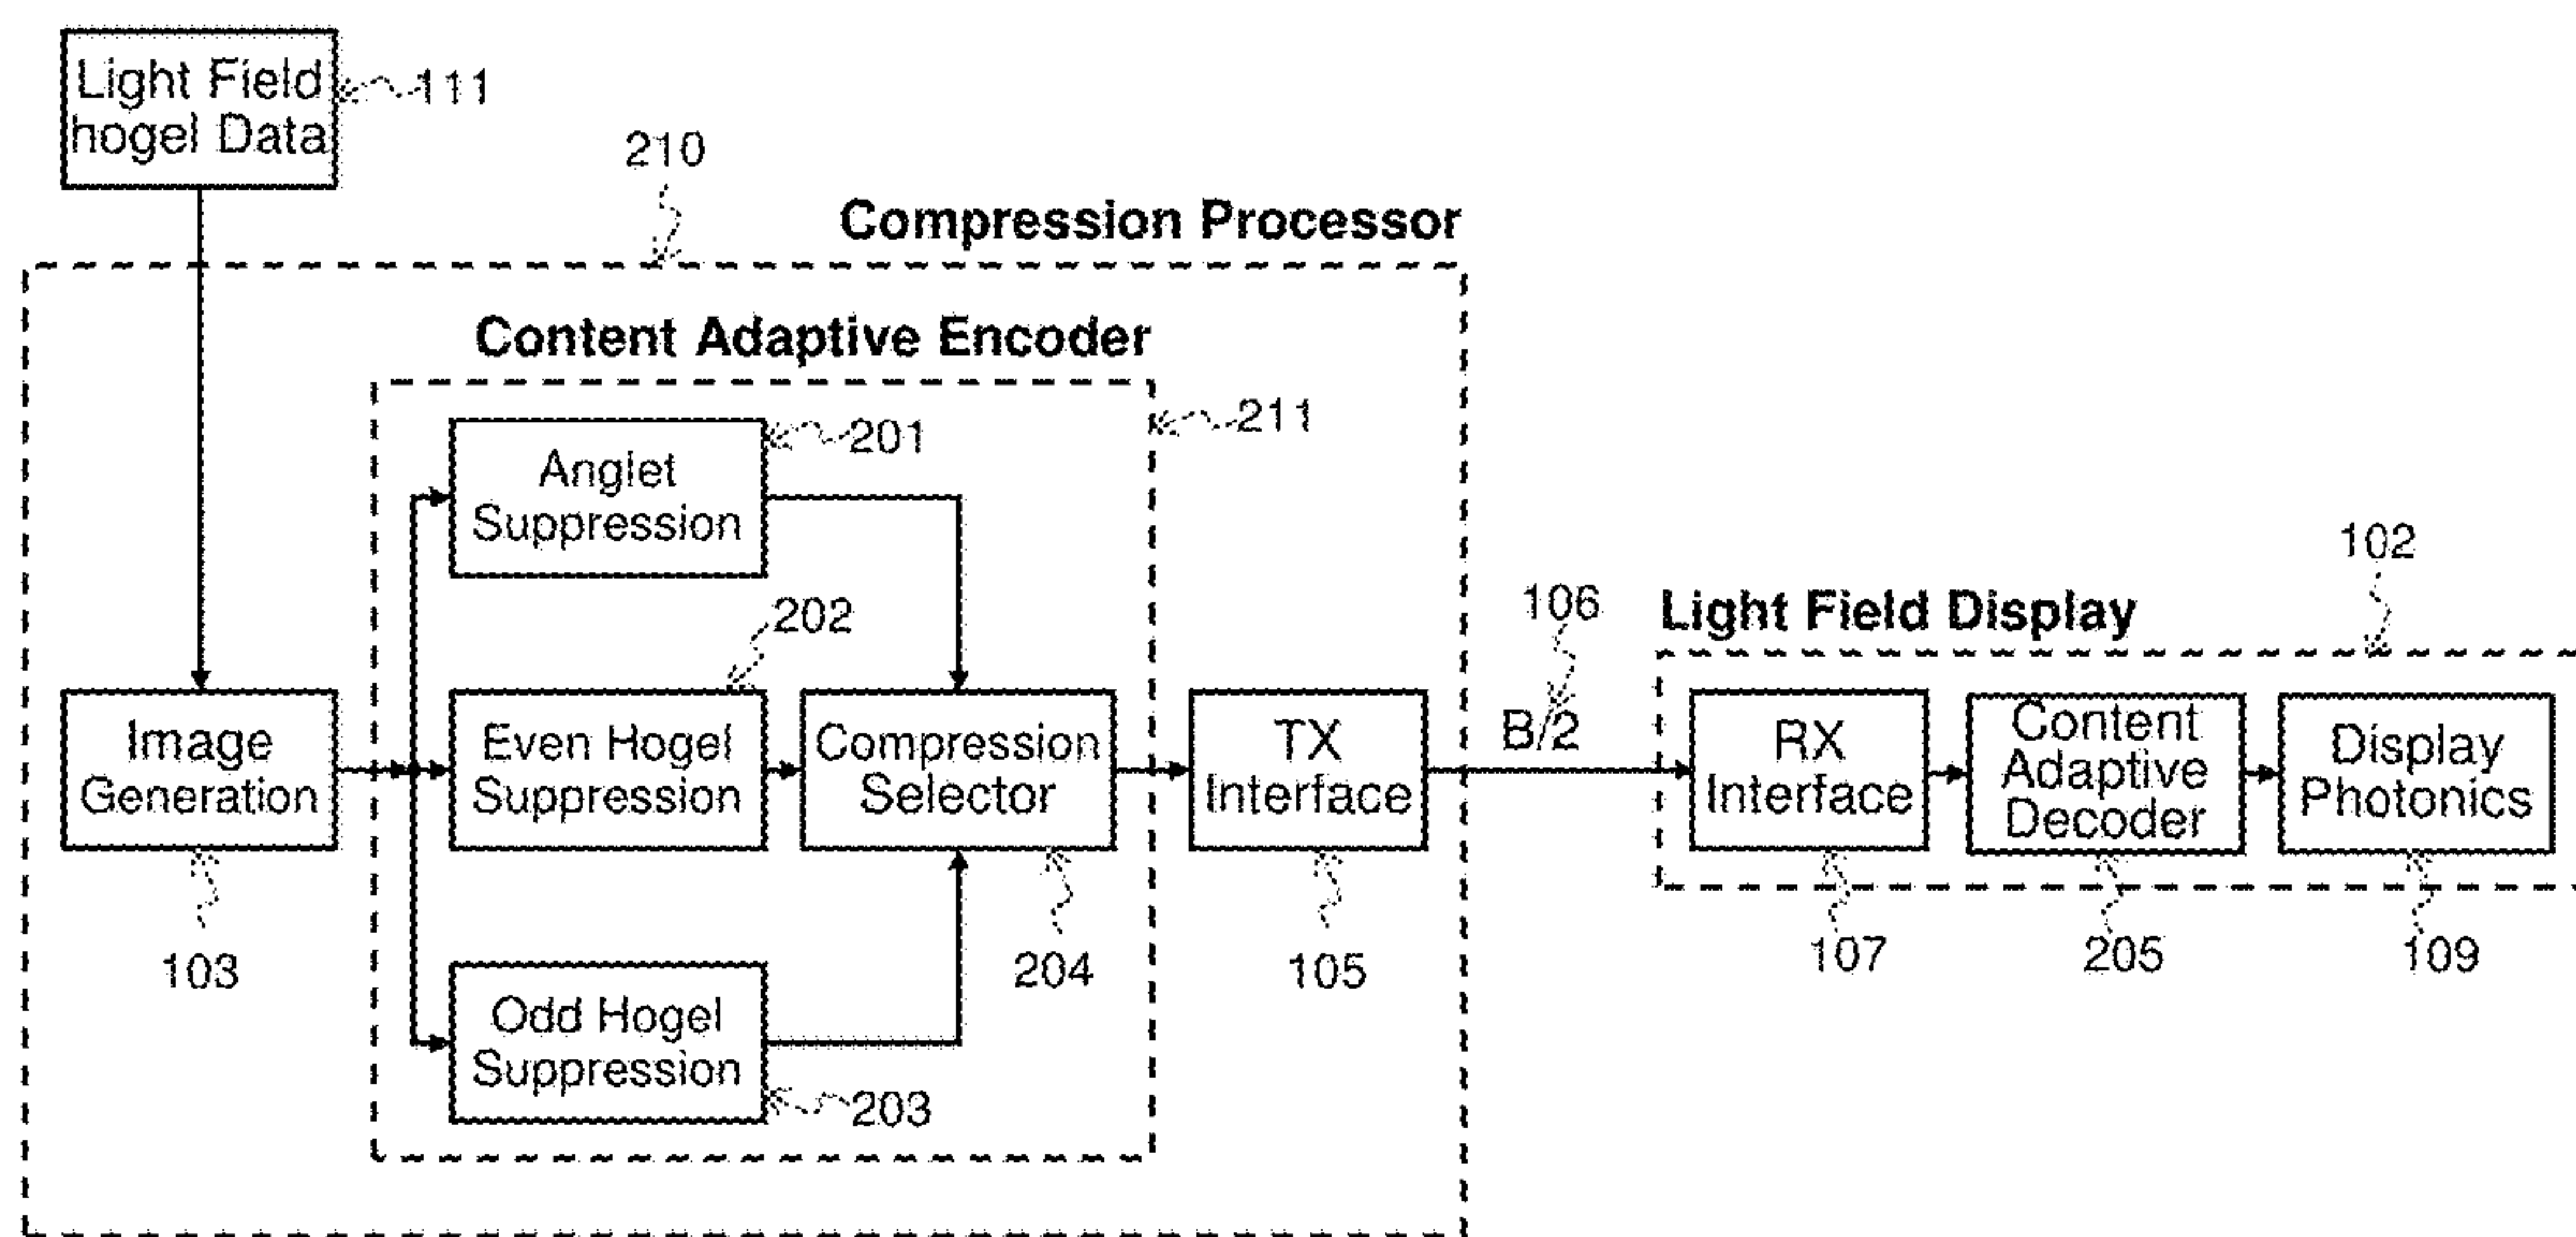 Light Field
hogel Data
111
210
Compression Processor
Content Adaptive Encoder
211
Anglet
Suppression
201
202
Even Hogel
Suppression
Odd Hogel
Suppression
203
Image
Generation
103
Compression
Selector
204
TX
Interface
105
106
B/2
102
Light Field Display
RX
Interface
107
Content
Adaptive
Decoder
205
Display
Photonics
109